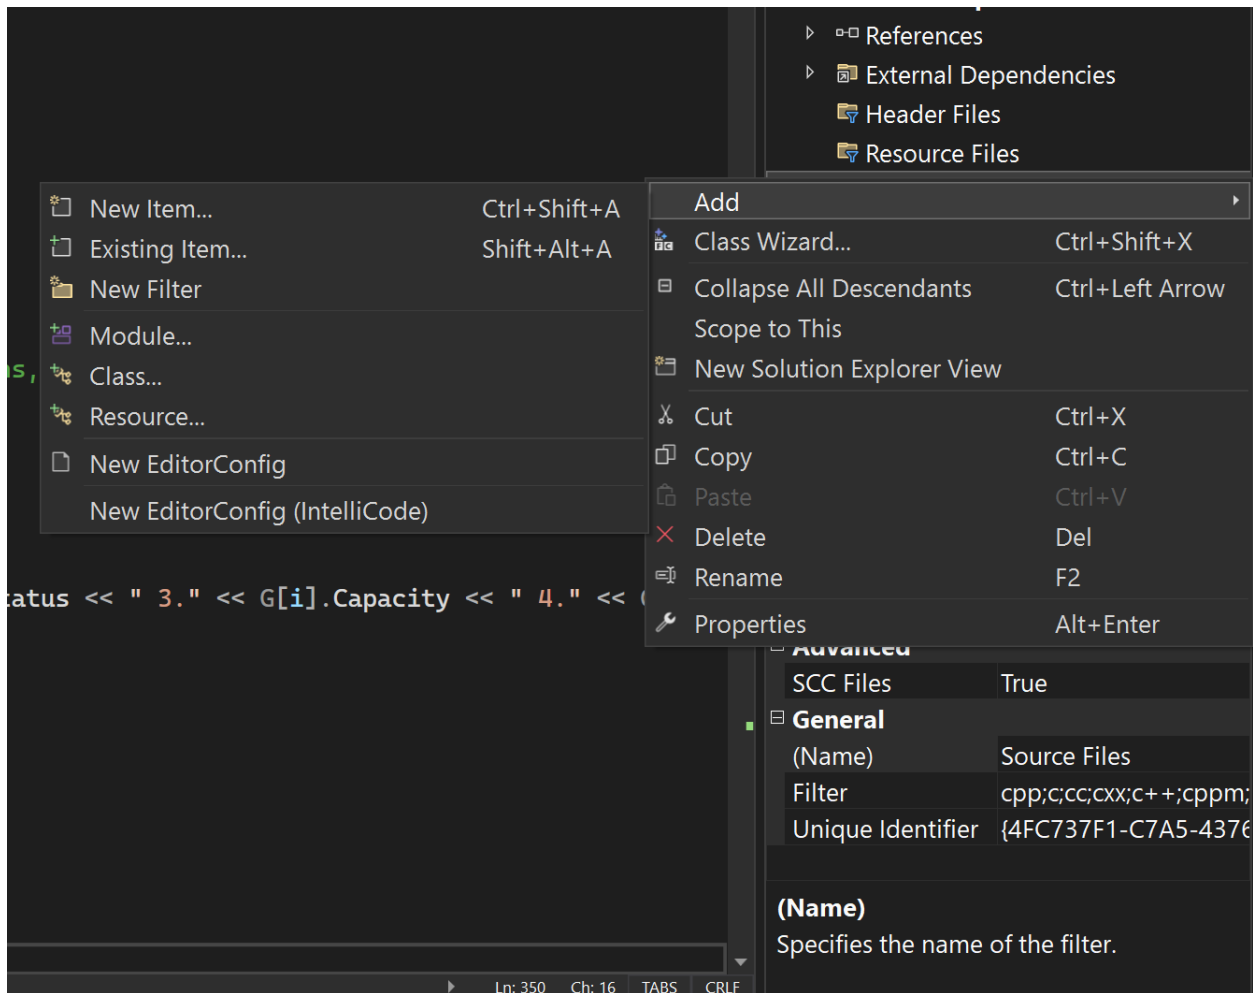 References
External Dependencies
Header Files
Resource Files
Add
Class Wizard... Ctrl+Shift+X
Collapse All Descendants Ctrl+Left Arrow
Scope to This
New Solution Explorer View
Cut Ctrl+X
Copy Ctrl+C
Paste Ctrl+V
Delete Del
Rename F2
Properties Alt+Enter
New Item... Ctrl+Shift+A
Existing Item... Shift+Alt+A
New Filter
Module...
Class...
Resource...
New EditorConfig
New EditorConfig (IntelliCode)
ns,
tatus << " 3." << G[i].Capacity << " 4." <<
Advanced
SCC Files True
General
(Name) Source Files
Filter cpp;c;cc;cxx;c++;cppm;
Unique Identifier {4FC737F1-C7A5-4376
(Name)
Specifies the name of the filter.
Ln: 350 Ch: 16 TABS CRLF